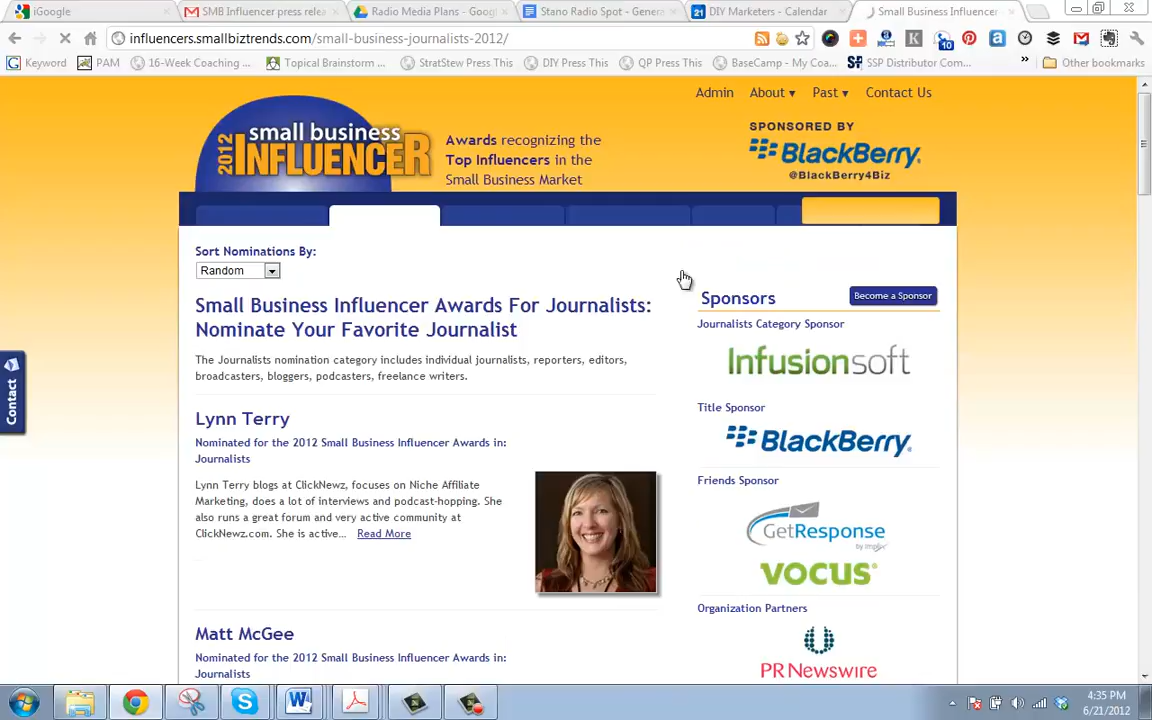 iGoogle
SMB Influencer press rele
Radio Media Plans - Goog
Stano Radio Spot - Gener
21 DIY Marketers - Calendar
Small Business Influencer
influencers.smallbiztrends.com/small-business-journalists-2012/
10
Keyword
PAM
16-Week Coaching ...
Topical Brainstorm ...
StratStew Press This
DIY Press This
QP Press This
BaseCamp - My Coa...
SSP Distributor Com...
»
Other bookmarks
Admin About ▾ Past ▾ Contact Us
2012 small business
INFLUENCER
Awards recognizing the
Top Influencers in the
Small Business Market
SPONSORED BY
BlackBerry
@BlackBerry4Biz
Sort Nominations By:
Random
Small Business Influencer Awards For Journalists:
Nominate Your Favorite Journalist
The Journalists nomination category includes individual journalists, reporters, editors,
broadcasters, bloggers, podcasters, freelance writers.
Lynn Terry
Nominated for the 2012 Small Business Influencer Awards in:
Journalists
Lynn Terry blogs at ClickNewz, focuses on Niche Affiliate
Marketing, does a lot of interviews and podcast-hopping. She
also runs a great forum and very active community at
ClickNewz.com. She is active... Read More
Matt McGee
Nominated for the 2012 Small Business Influencer Awards in:
Journalists
Contact
Sponsors
Become a Sponsor
Journalists Category Sponsor
Infusionsoft
Title Sponsor
BlackBerry
Friends Sponsor
GetResponse
VOCUS
Organization Partners
PR Newswire
4:35 PM
6/21/2012